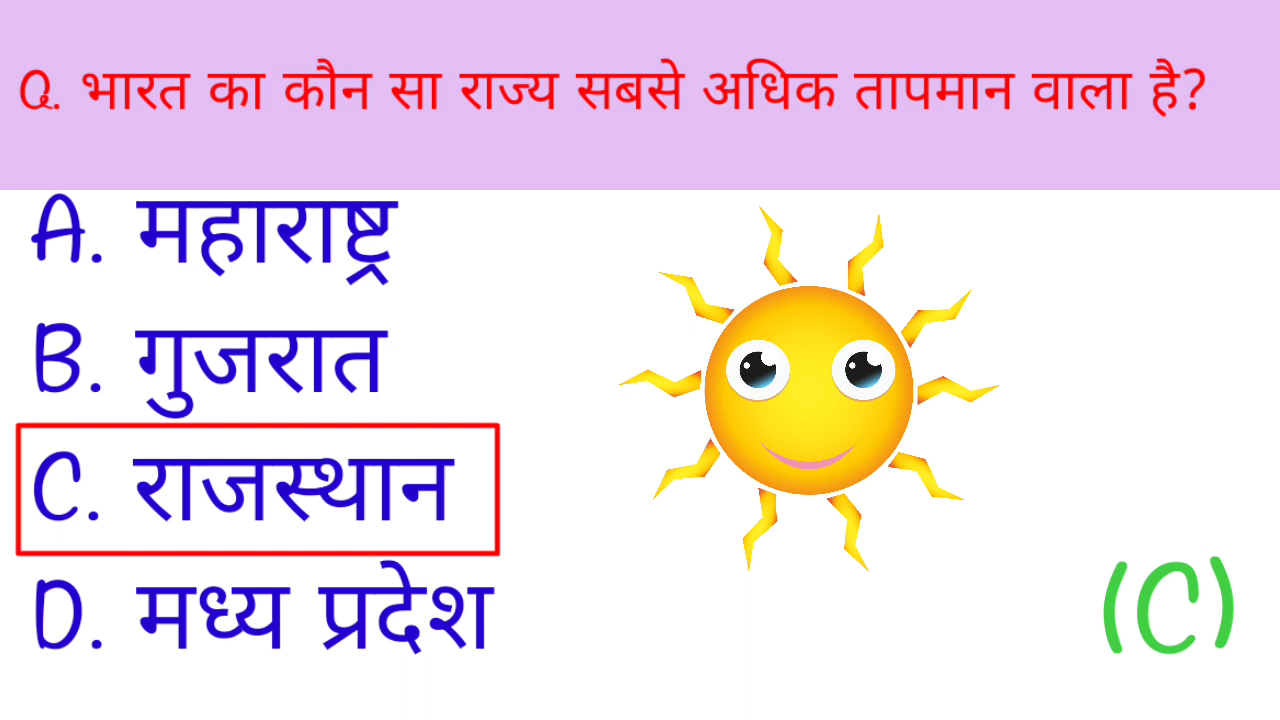 Q. भारत का कौन सा राज्य सबसे अधिक तापमान वाला है?
A. महाराष्ट्र
B. गुजरात
C. राजस्थान
D. मध्य प्रदेश
(C)